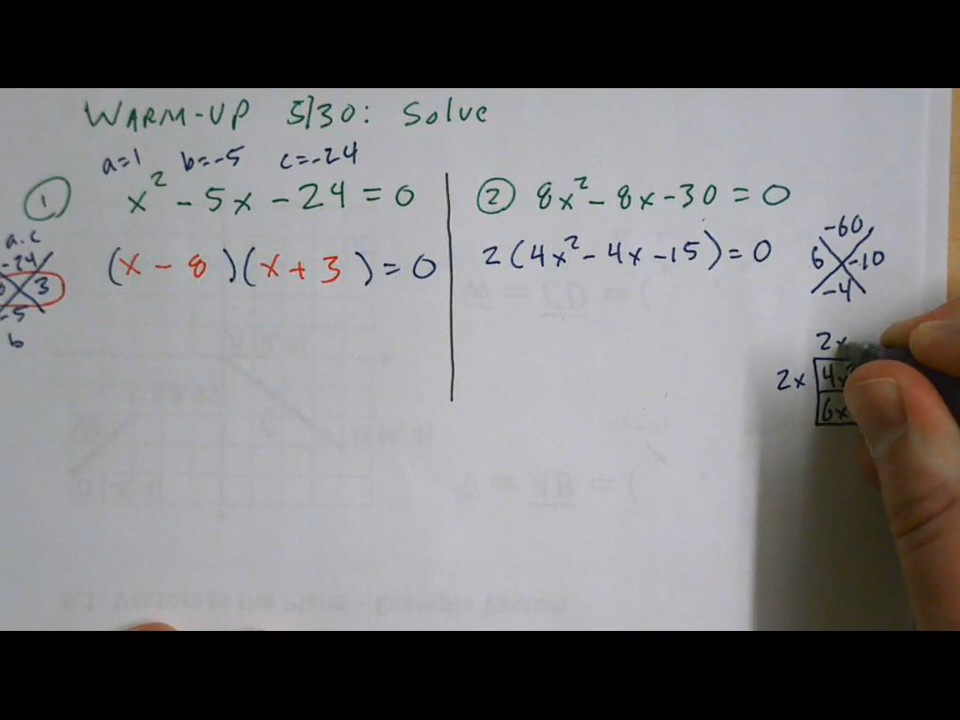 WARM-UP 5/30: Solve
a=1 b=-5 c=-24
① x² - 5x - 24 = 0
(x - 8)(x + 3) = 0
a·c
-24
3
-5
b
② 8x² - 8x - 30 = 0
2(4x² - 4x - 15) = 0
-60
6 -10
-4
2x
2x 4x²
6x